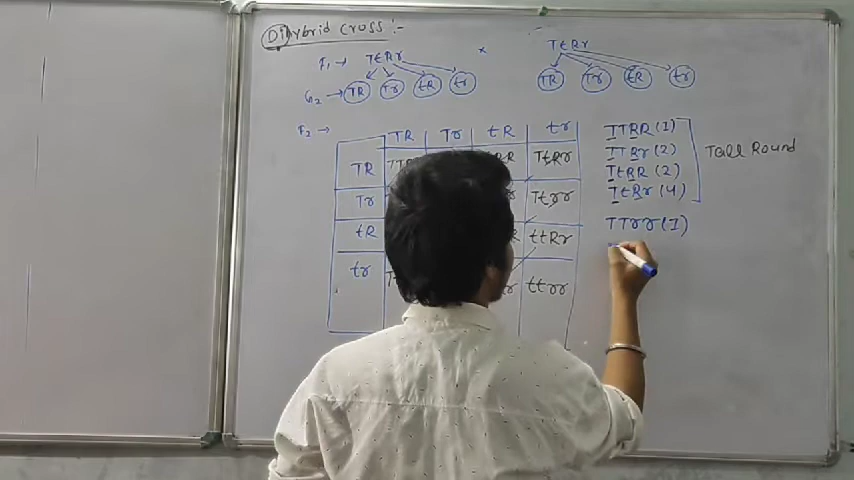 Dihybrid Cross :-
F₁ → TtRr × TtRr
G₂ → TR Tr tR tr TR Tr tR tr
F₂ →
TR Tr tR tr
TR TtRr
Tr Ttrr
tR ttRr
tr ttrr
TTRR (1)
TTRr (2)
TtRR (2)
TtRr (4)
Tall Round
TTrr (1)